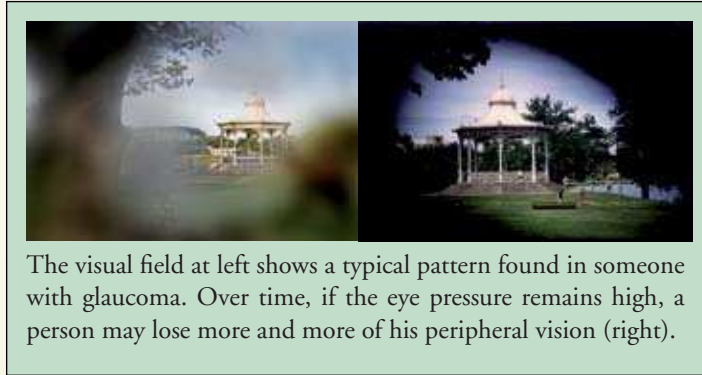 The visual field at left shows a typical pattern found in someone
with glaucoma. Over time, if the eye pressure remains high, a
person may lose more and more of his peripheral vision (right).